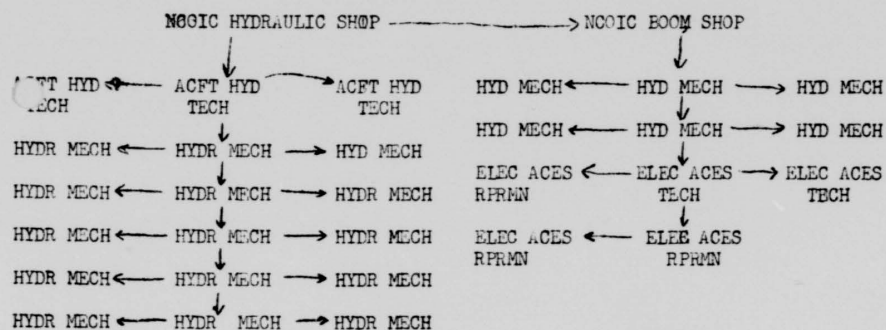 NCOIC HYDRAULIC SHOP NCOIC BOOM SHOP
ACFT HYD TECH ACFT HYD TECH ACFT HYD TECH
HYD MECH HYD MECH HYD MECH
HYDR MECH HYDR MECH HYD MECH
HYD MECH HYD MECH HYD MECH
HYDR MECH HYDR MECH HYDR MECH
ELEC ACES RPRMN ELEC ACES TECH ELEC ACES TECH
HYDR MECH HYDR MECH HYDR MECH
ELEC ACES RPRMN ELEE ACES RPRMN
HYDR MECH HYDR MECH HYDR MECH
HYDR MECH HYDR MECH HYDR MECH